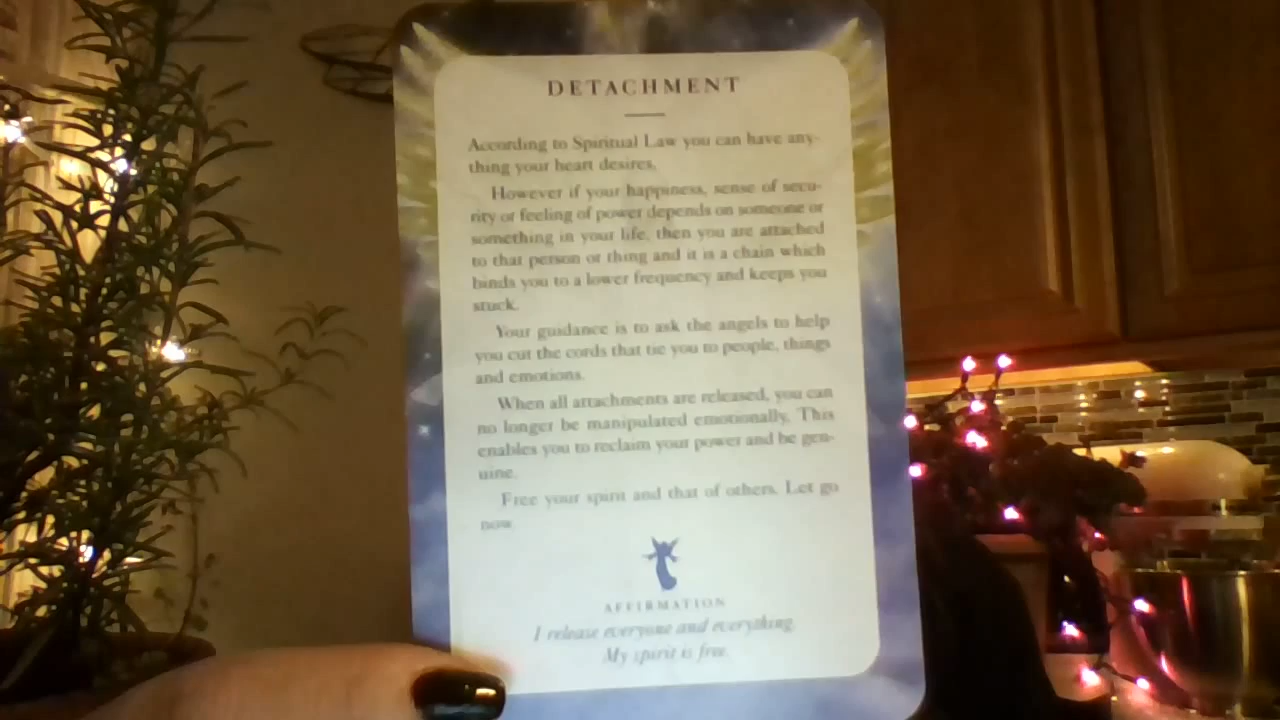 DETACHMENT
According to Spiritual Law you can have any-
thing your heart desires.
However if your happiness, sense of secu-
rity or feeling of power depends on someone or
something in your life, then you are attached
to that person or thing and it is a chain which
binds you to a lower frequency and keeps you
stuck.
Your guidance is to ask the angels to help
you cut the cords that tie you to people, things
and emotions.
When all attachments are released, you can
no longer be manipulated emotionally. This
enables you to reclaim your power and be gen-
uine.
Free your spirit and that of others. Let go
now.
AFFIRMATION
I release everyone and everything.
My spirit is free.